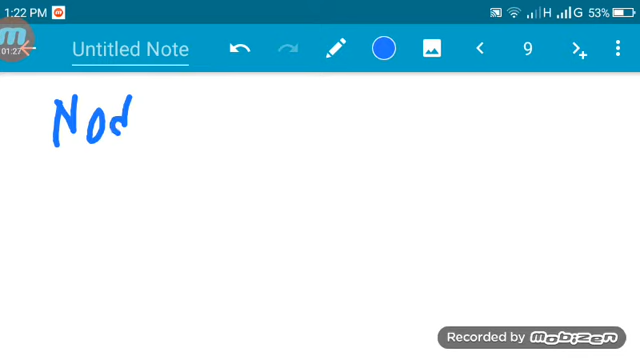 1:22 PM H G 53%
01:27 Untitled Note 9
Nod
Recorded by mobizen